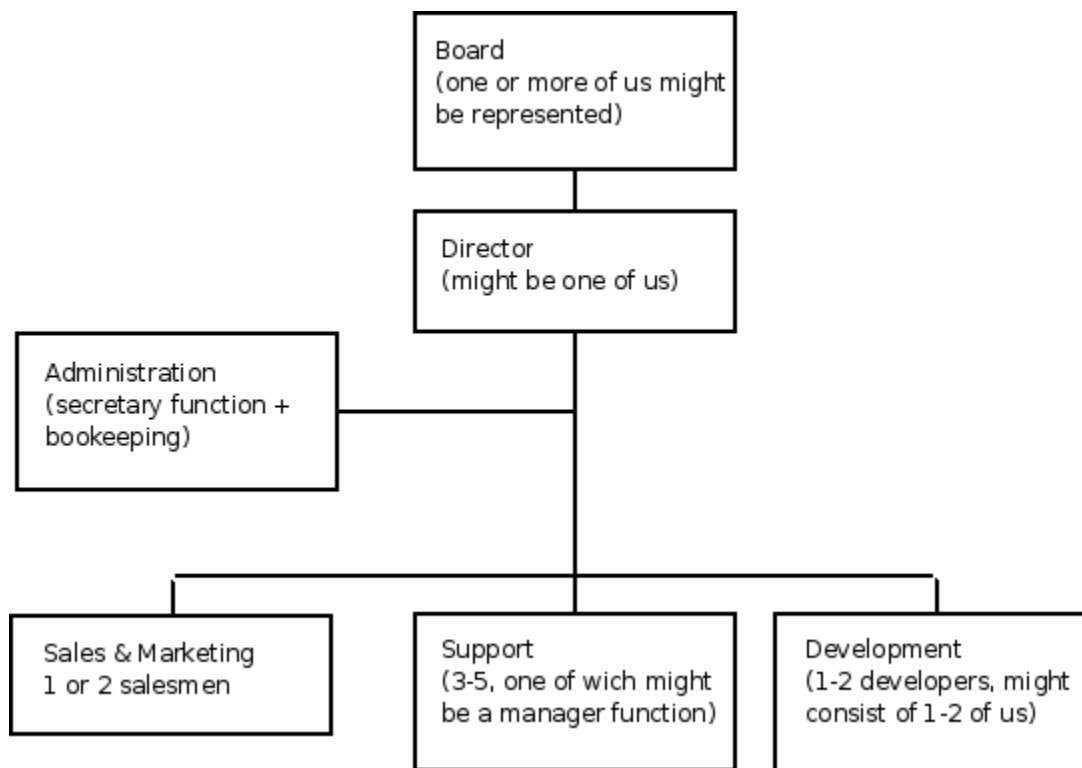 Board
(one or more of us might
be represented)
Director
(might be one of us)
Administration
(secretary function +
bookeeping)
Sales & Marketing
1 or 2 salesmen
Support
(3-5, one of wich might
be a manager function)
Development
(1-2 developers, might
consist of 1-2 of us)